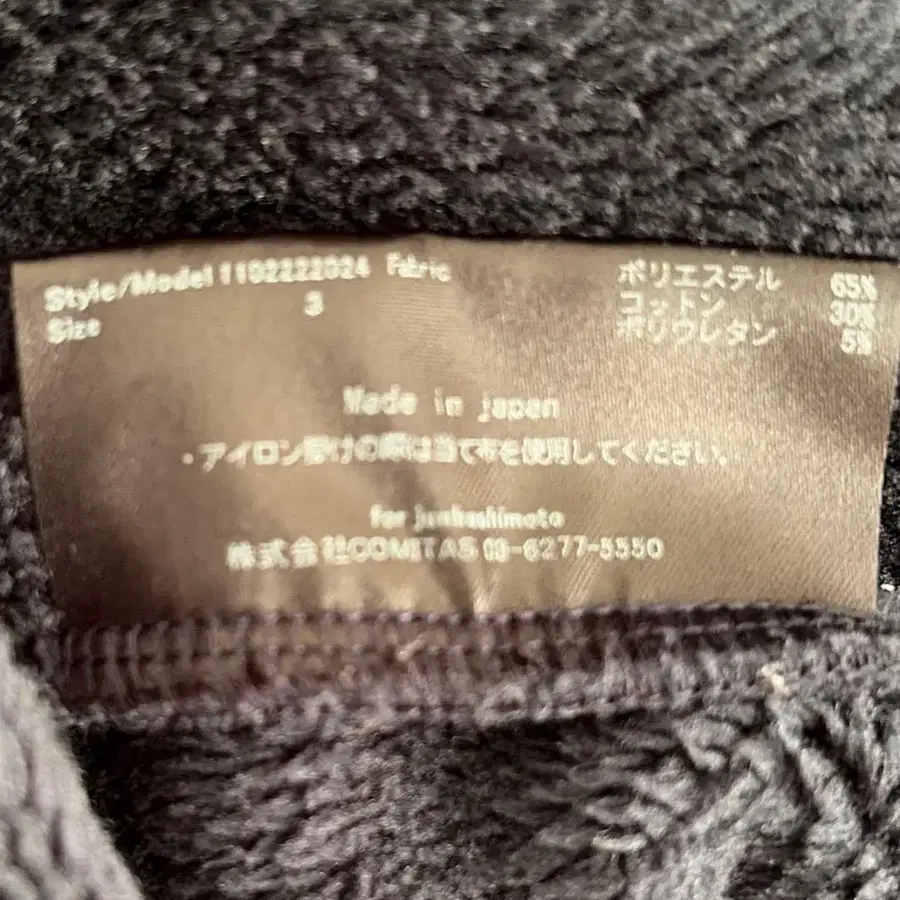 Style/Model 1102222024 Fabric
Size 3
ポリエステル 65%
コットン 30%
ポリウレタン 5%
Made in japan
・アイロン掛けの際は当て布を使用してください。
for junhashimoto
株式会社COMITAS 03-6277-5550